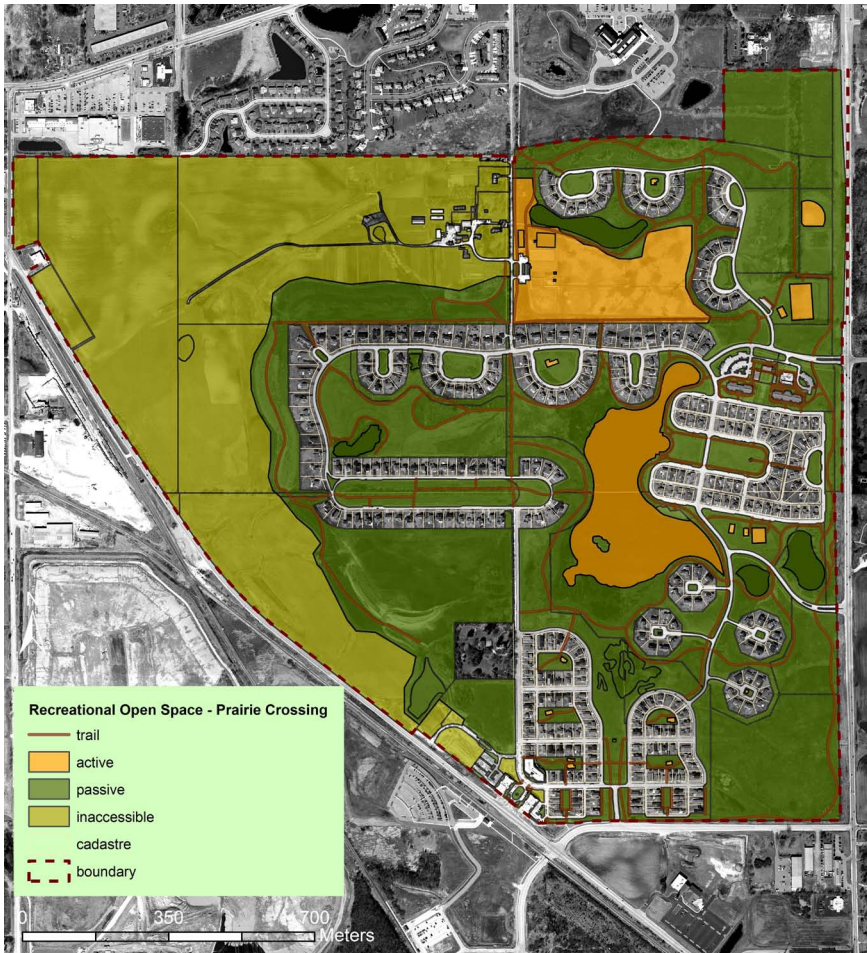 Recreational Open Space - Prairie Crossing
trail
active
passive
inaccessible
cadastre
boundary
0 350 700
Meters